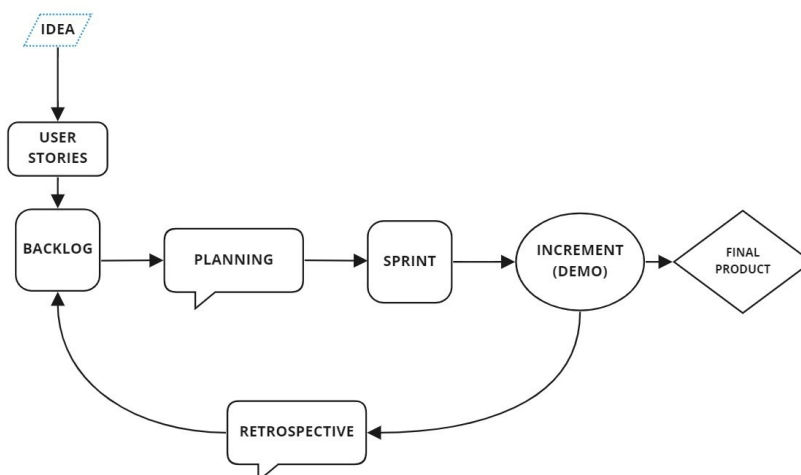 IDEA
USER
STORIES
BACKLOG
PLANNING
SPRINT
INCREMENT
(DEMO)
FINAL
PRODUCT
RETROSPECTIVE